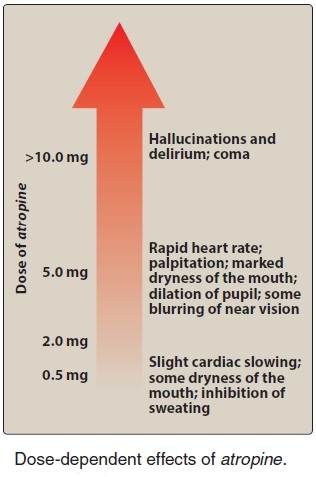 Hallucinations and
>10.0 mg
delirium; coma
Dose of atropine
Rapid heart rate;
palpitation; marked
5.0 mg
dryness of the mouth;
dilation of pupil; some
blurring of near vision
2.0 mg
Slight cardiac slowing;
0.5 mg
some dryness of the
mouth; inhibition of
sweating
Dose-dependent effects of atropine.